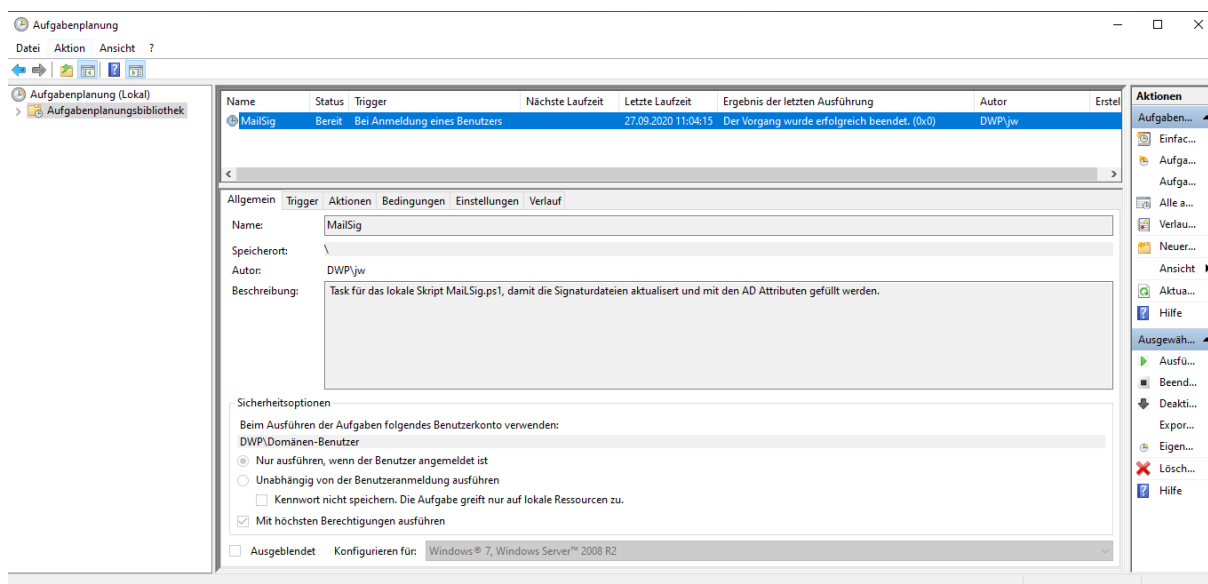 Aufgabenplanung
Datei Aktion Ansicht ?
Aufgabenplanung (Lokal)
Aufgabenplanungsbibliothek
Name Status Trigger Nächste Laufzeit Letzte Laufzeit Ergebnis der letzten Ausführung Autor Erstel
MailSig Bereit Bei Anmeldung eines Benutzers 27.09.2020 11:04:15 Der Vorgang wurde erfolgreich beendet. (0x0) DWP\jw
Allgemein Trigger Aktionen Bedingungen Einstellungen Verlauf
Name: MailSig
Speicherort: \
Autor: DWP\jw
Beschreibung: Task für das lokale Skript MaiLSig.ps1, damit die Signaturdateien aktualisert und mit den AD Attributen gefüllt werden.
Sicherheitsoptionen
Beim Ausführen der Aufgaben folgendes Benutzerkonto verwenden:
DWP\Domänen-Benutzer
Nur ausführen, wenn der Benutzer angemeldet ist
Unabhängig von der Benutzeranmeldung ausführen
Kennwort nicht speichern. Die Aufgabe greift nur auf lokale Ressourcen zu.
Mit höchsten Berechtigungen ausführen
Ausgeblendet Konfigurieren für: Windows® 7, Windows Server™ 2008 R2
Aktionen
Aufgaben...
Einfac...
Aufga...
Aufga...
Alle a...
Verlau...
Neuer...
Ansicht
Aktua...
Hilfe
Ausgewäh...
Ausfü...
Beend...
Deakti...
Expor...
Eigen...
Lösch...
Hilfe